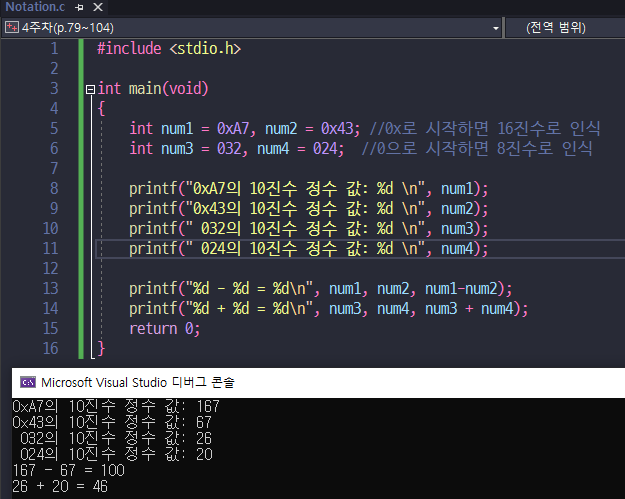 Notation.c
4주차(p.79~104) (전역 범위)
1 #include <stdio.h>
2
3 int main(void)
4 {
5 int num1 = 0xA7, num2 = 0x43; //0x로 시작하면 16진수로 인식
6 int num3 = 032, num4 = 024; //0으로 시작하면 8진수로 인식
7
8 printf("0xA7의 10진수 정수 값: %d \n", num1);
9 printf("0x43의 10진수 정수 값: %d \n", num2);
10 printf(" 032의 10진수 정수 값: %d \n", num3);
11 printf(" 024의 10진수 정수 값: %d \n", num4);
12
13 printf("%d - %d = %d\n", num1, num2, num1-num2);
14 printf("%d + %d = %d\n", num3, num4, num3 + num4);
15 return 0;
16 }
Microsoft Visual Studio 디버그 콘솔
0xA7의 10진수 정수 값: 167
0x43의 10진수 정수 값: 67
 032의 10진수 정수 값: 26
 024의 10진수 정수 값: 20
167 - 67 = 100
26 + 20 = 46